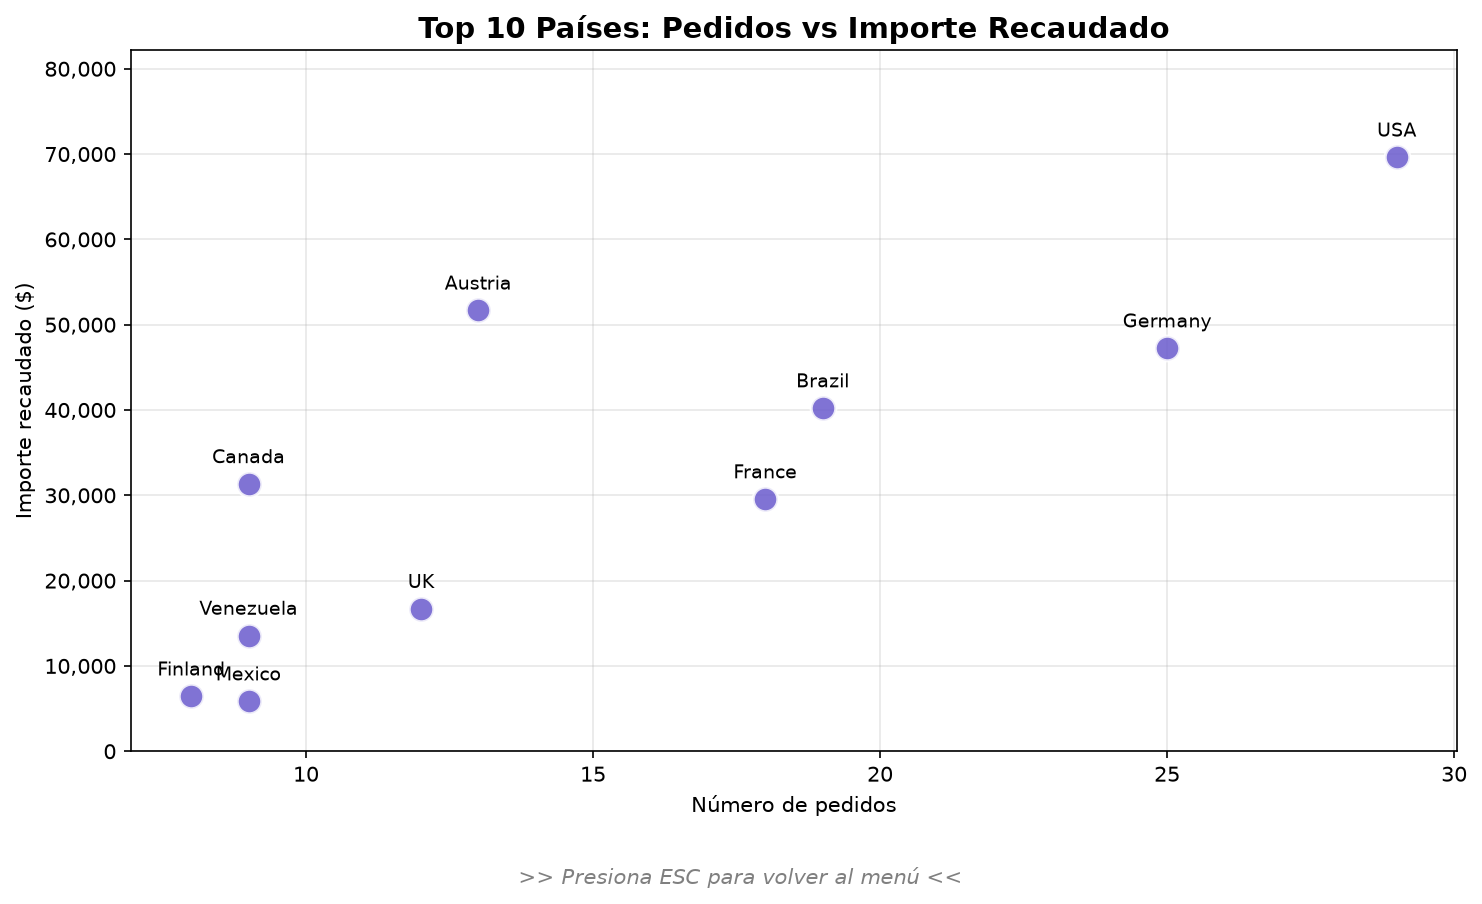 Top 10 Países: Pedidos vs Importe Recaudado
80,000
70,000
60,000
50,000
40,000
30,000
20,000
10,000
0
Importe recaudado ($)
USA
Austria
Germany
Brazil
Canada
France
UK
Venezuela
Finland
Mexico
10
15
20
25
30
Número de pedidos
>> Presiona ESC para volver al menú <<